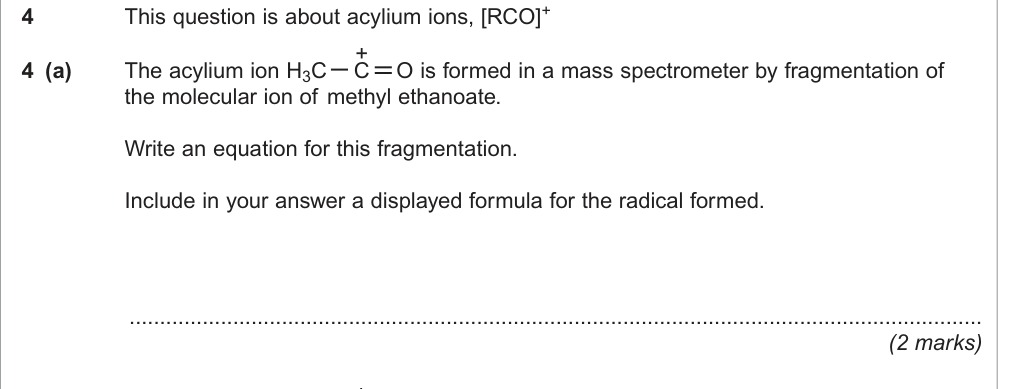 4 This question is about acylium ions, [RCO]⁺
4 (a) The acylium ion H₃C–C⁺=O is formed in a mass spectrometer by fragmentation of
the molecular ion of methyl ethanoate.
Write an equation for this fragmentation.
Include in your answer a displayed formula for the radical formed.
(2 marks)